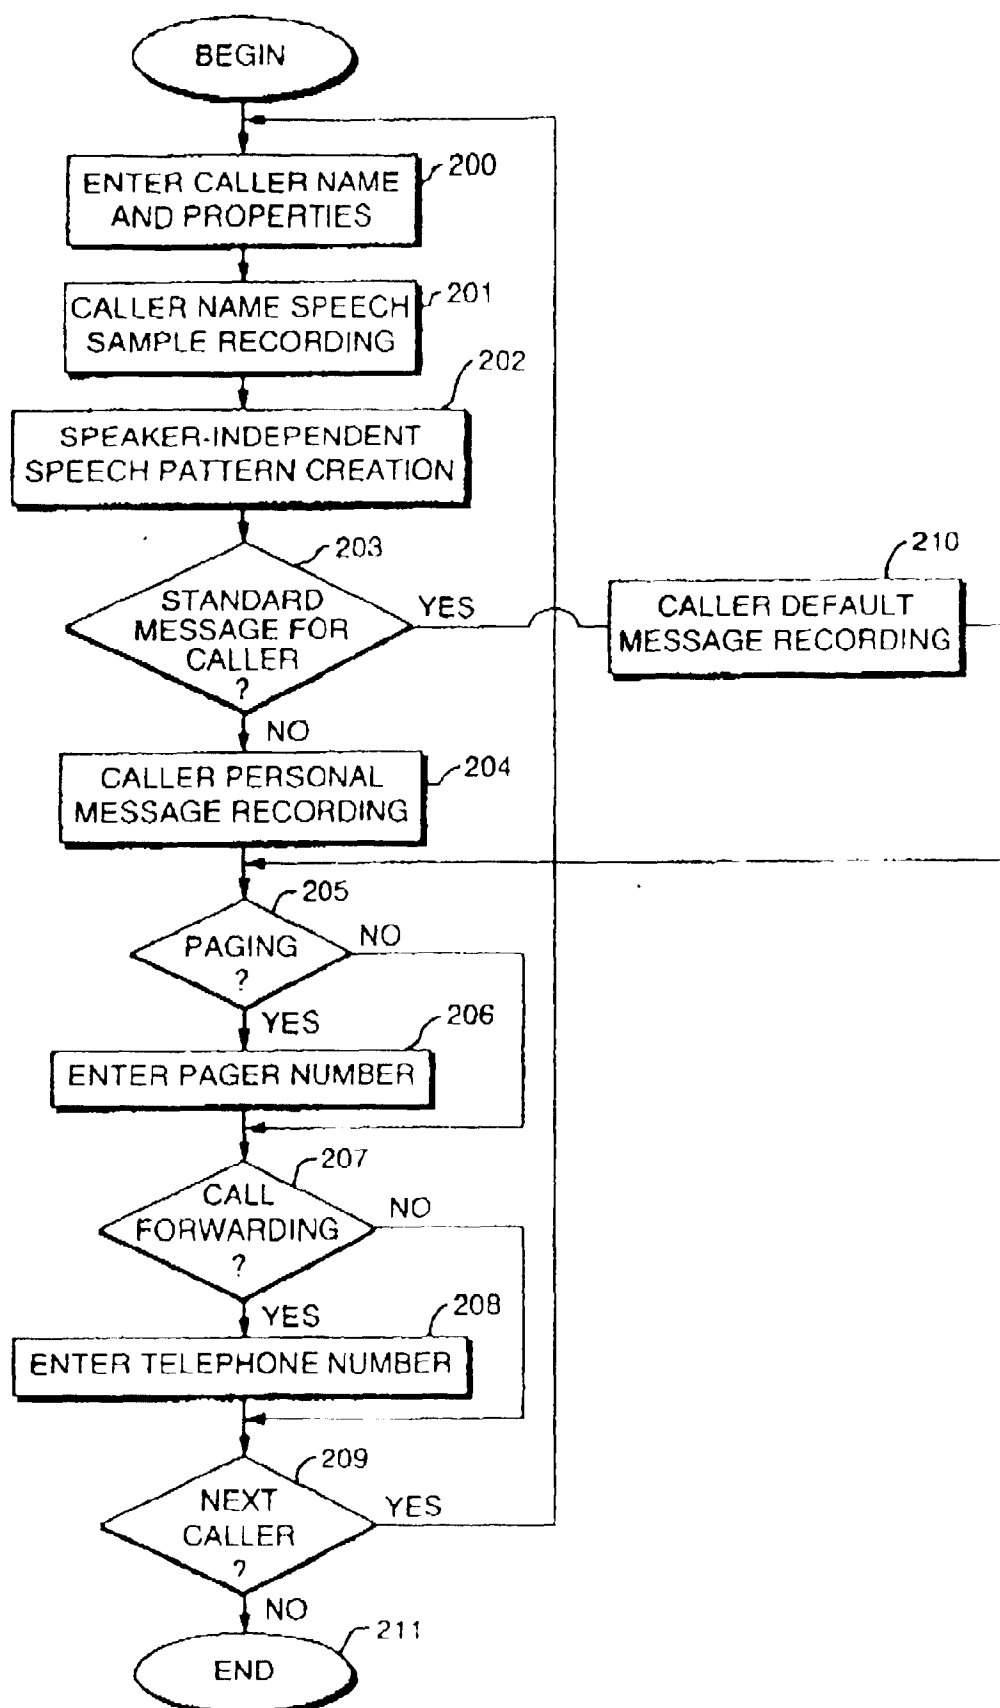 BEGIN
200
ENTER CALLER NAME
AND PROPERTIES
201
CALLER NAME SPEECH
SAMPLE RECORDING
202
SPEAKER-INDEPENDENT
SPEECH PATTERN CREATION
203
STANDARD
MESSAGE FOR
CALLER
?
YES
210
CALLER DEFAULT
MESSAGE RECORDING
NO
204
CALLER PERSONAL
MESSAGE RECORDING
205
PAGING
?
NO
YES
206
ENTER PAGER NUMBER
207
CALL
FORWARDING
?
NO
YES
208
ENTER TELEPHONE NUMBER
209
NEXT
CALLER
?
YES
NO
211
END